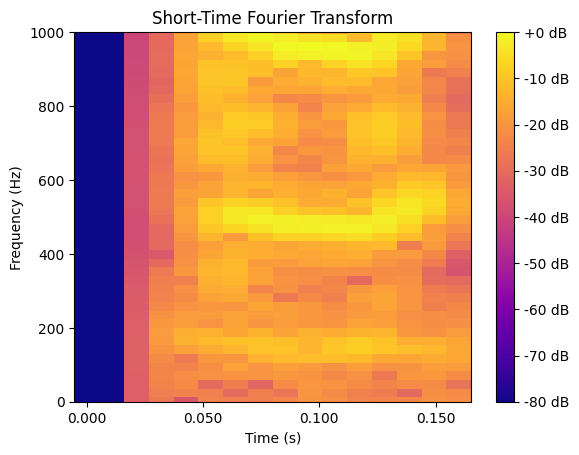 Short-Time Fourier Transform
1000
800
600
400
200
0
Frequency (Hz)
0.000
0.050
0.100
0.150
Time (s)
+0 dB
-10 dB
-20 dB
-30 dB
-40 dB
-50 dB
-60 dB
-70 dB
-80 dB